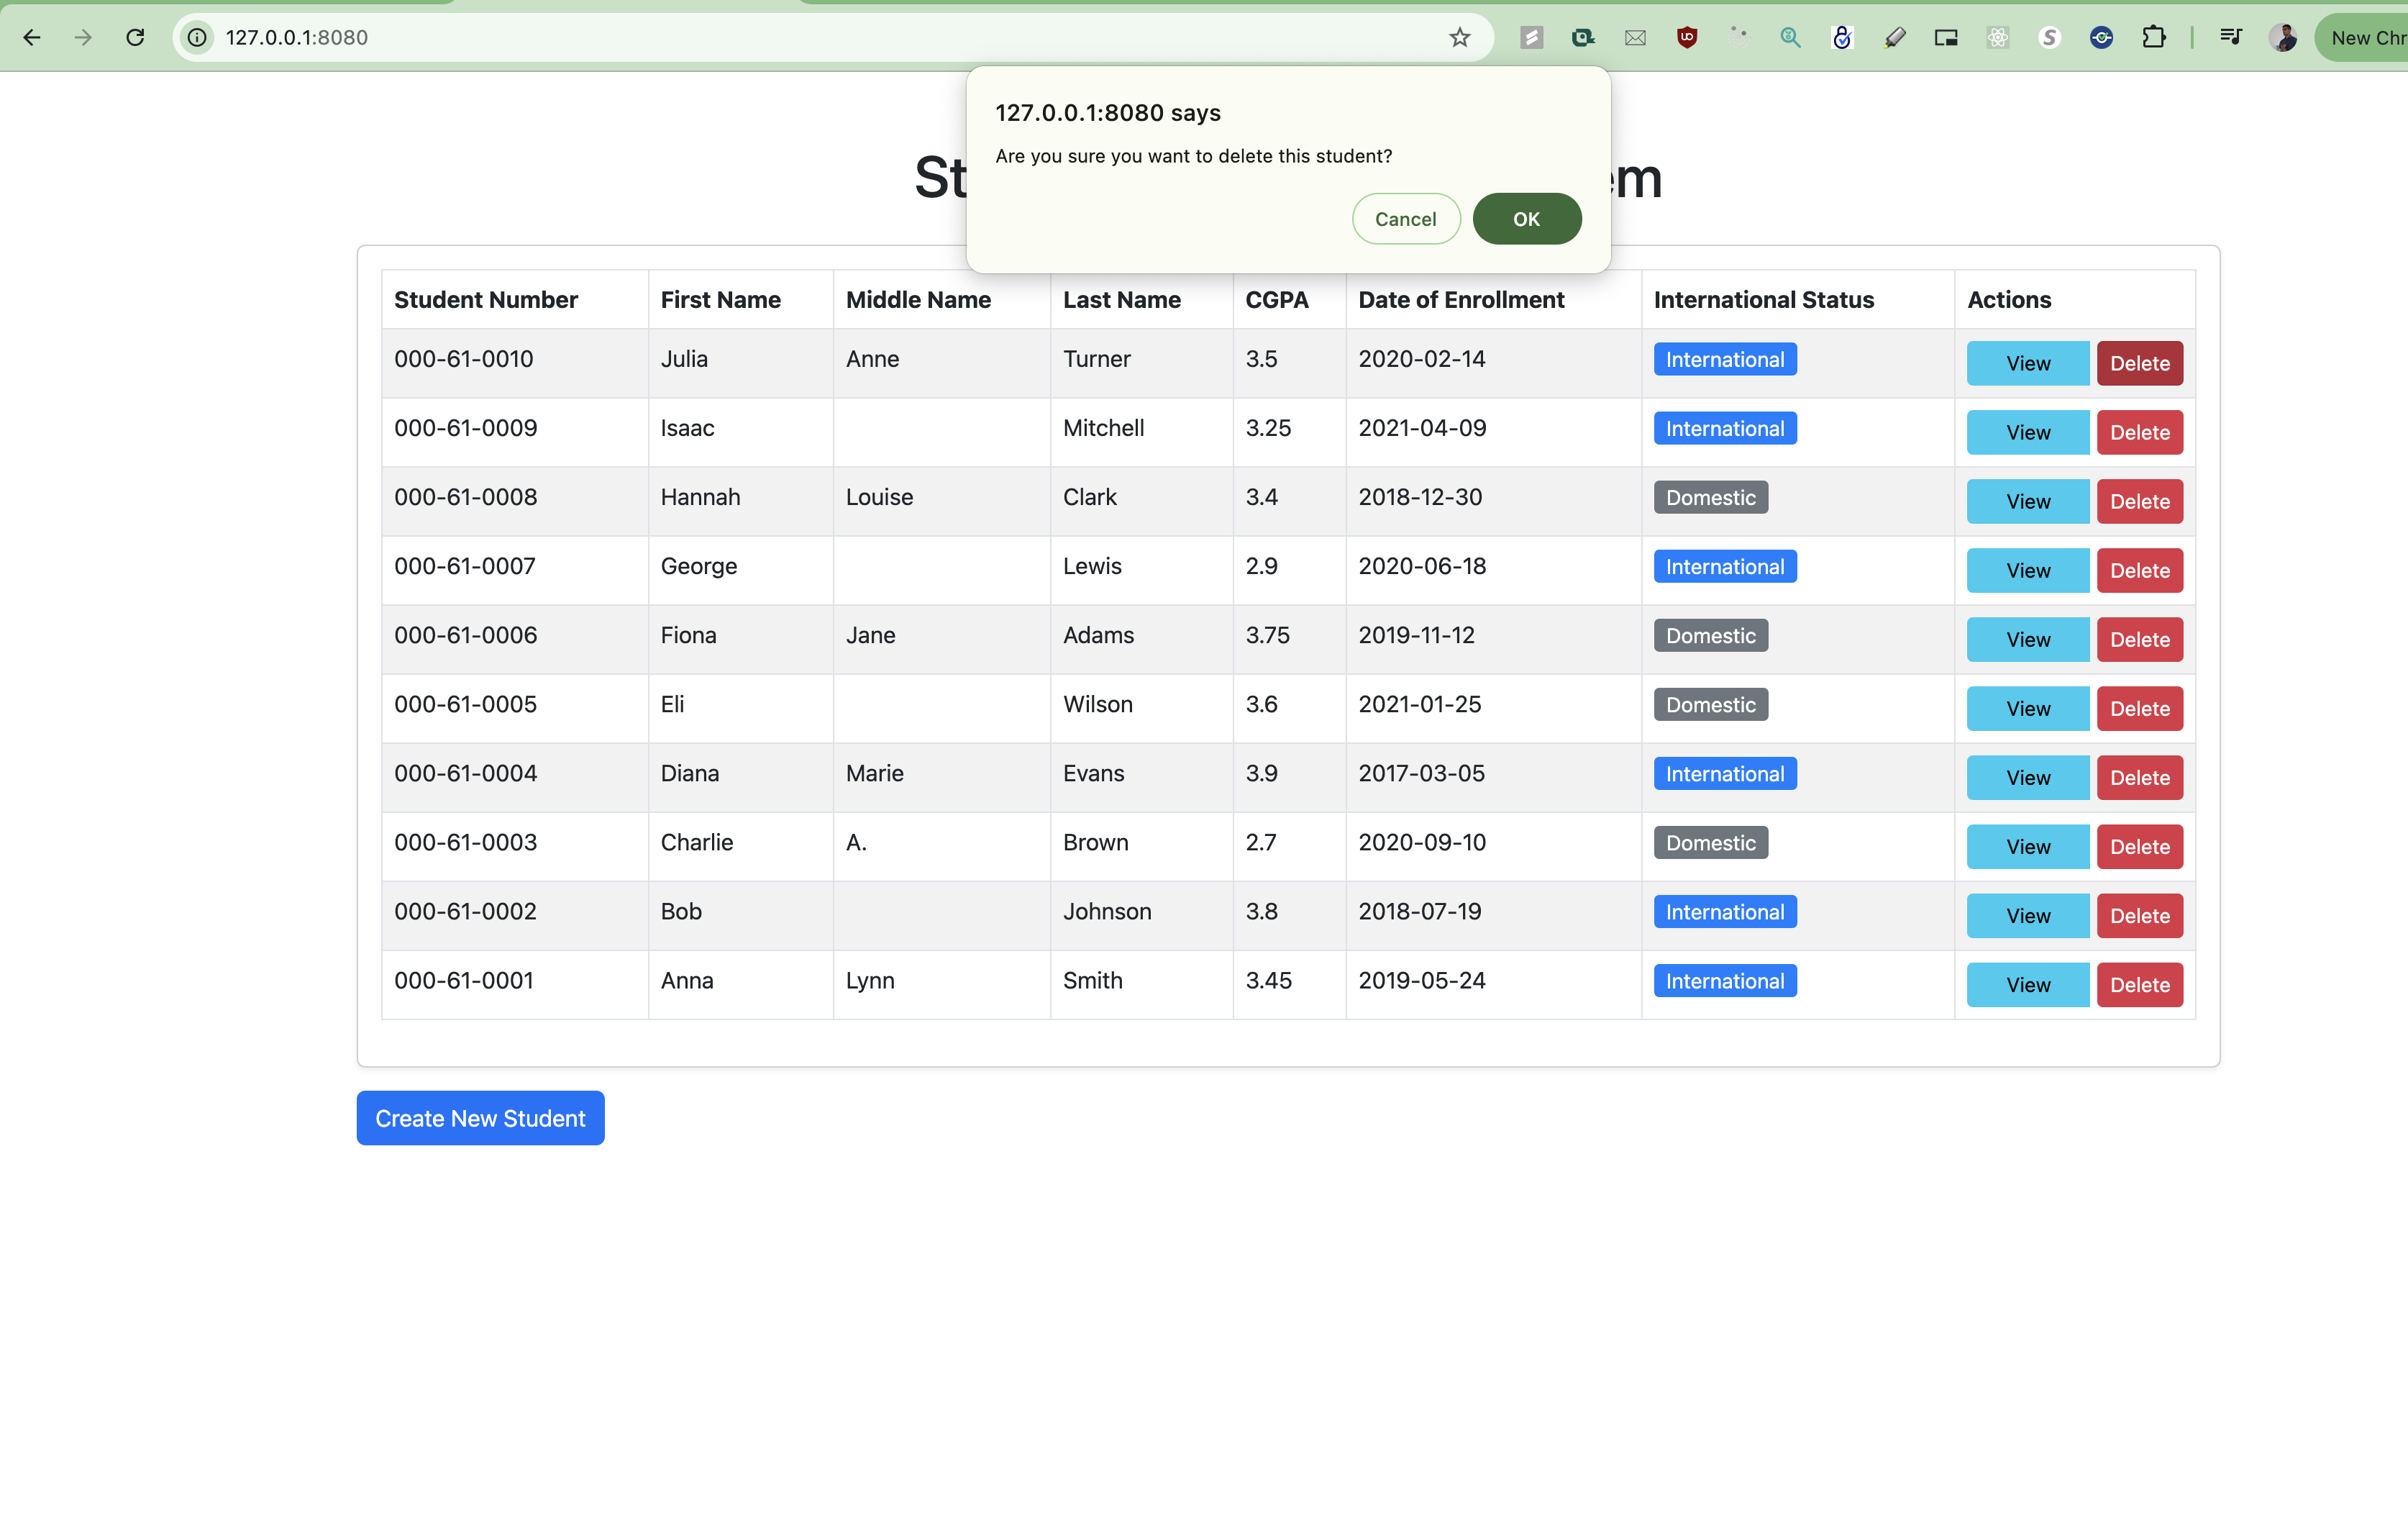 127.0.0.1:8080
New Chr
127.0.0.1:8080 says
Are you sure you want to delete this student?
Cancel OK
St em
Student Number First Name Middle Name Last Name CGPA Date of Enrollment International Status Actions
000-61-0010 Julia Anne Turner 3.5 2020-02-14 International View Delete
000-61-0009 Isaac Mitchell 3.25 2021-04-09 International View Delete
000-61-0008 Hannah Louise Clark 3.4 2018-12-30 Domestic View Delete
000-61-0007 George Lewis 2.9 2020-06-18 International View Delete
000-61-0006 Fiona Jane Adams 3.75 2019-11-12 Domestic View Delete
000-61-0005 Eli Wilson 3.6 2021-01-25 Domestic View Delete
000-61-0004 Diana Marie Evans 3.9 2017-03-05 International View Delete
000-61-0003 Charlie A. Brown 2.7 2020-09-10 Domestic View Delete
000-61-0002 Bob Johnson 3.8 2018-07-19 International View Delete
000-61-0001 Anna Lynn Smith 3.45 2019-05-24 International View Delete
Create New Student